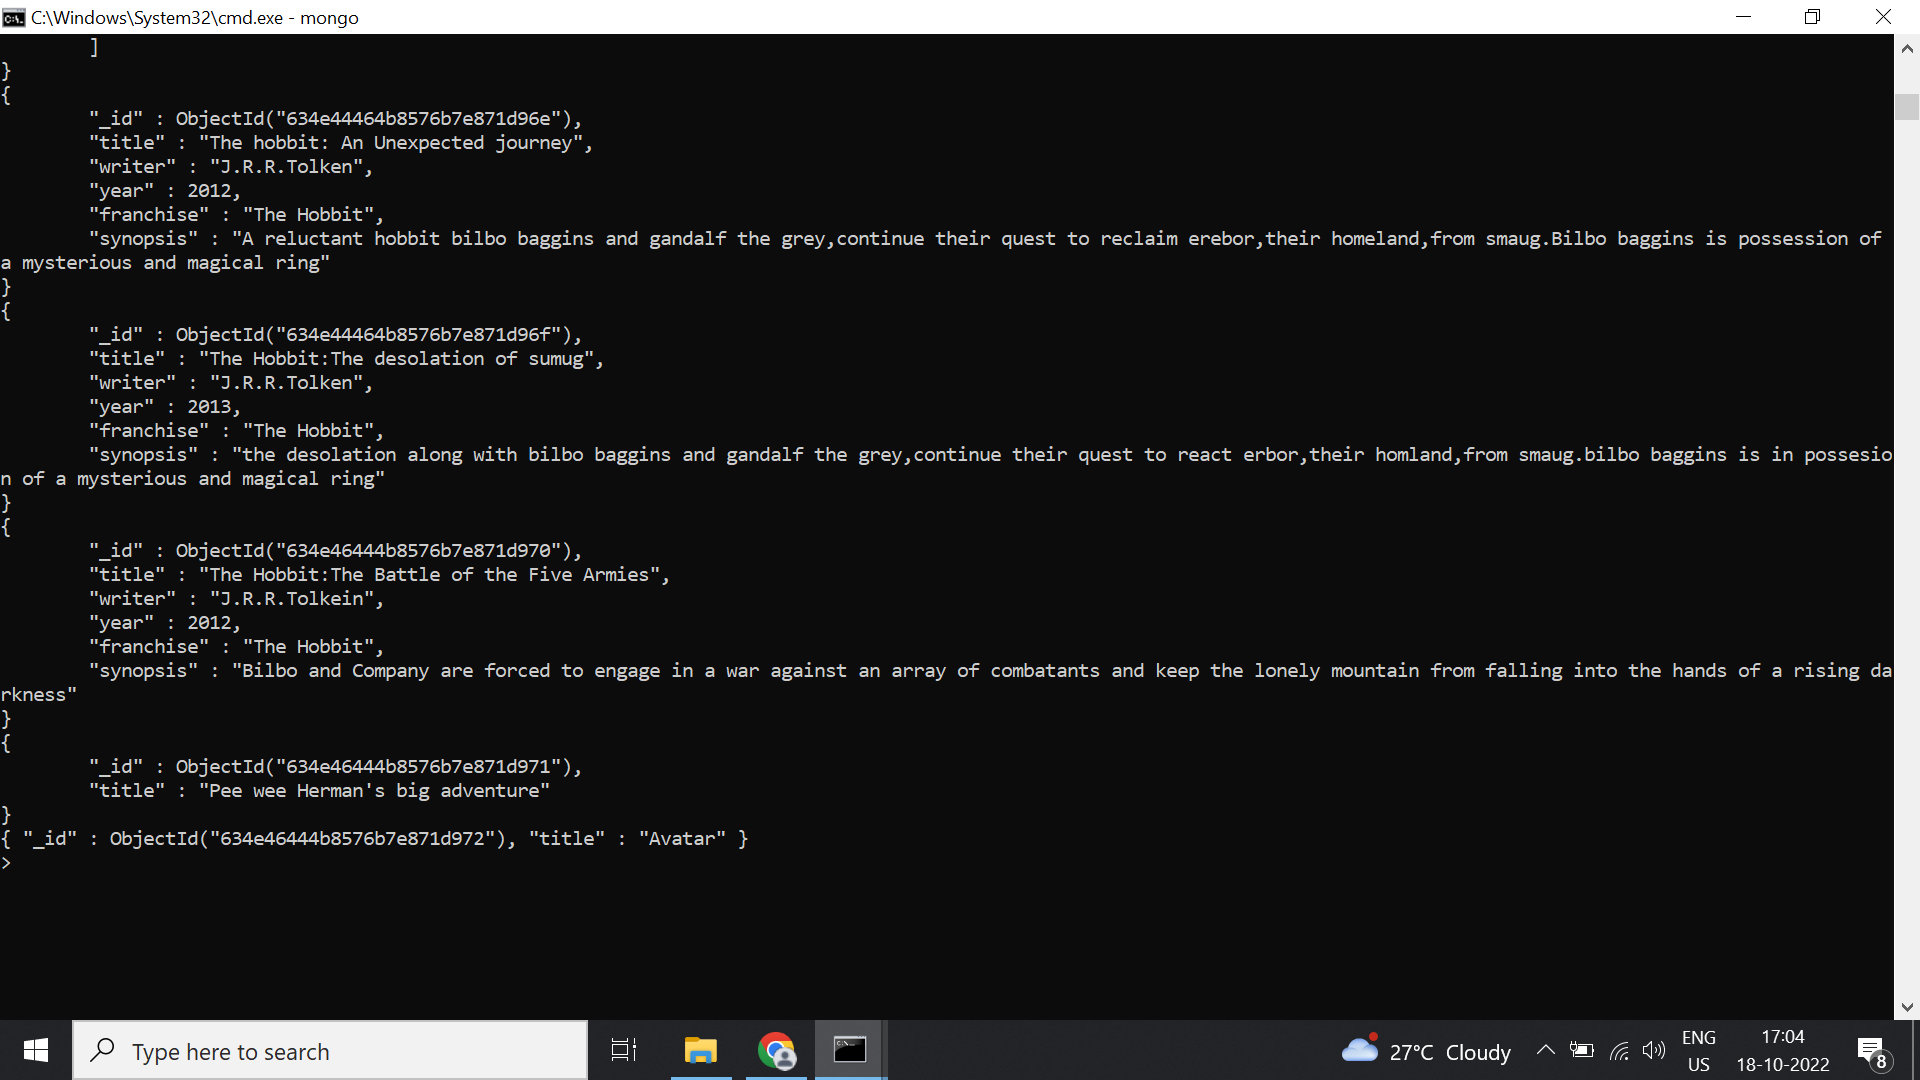 C:\Windows\System32\cmd.exe - mongo
]
}
{
"_id" : ObjectId("634e44464b8576b7e871d96e"),
"title" : "The hobbit: An Unexpected journey",
"writer" : "J.R.R.Tolken",
"year" : 2012,
"franchise" : "The Hobbit",
"synopsis" : "A reluctant hobbit bilbo baggins and gandalf the grey,continue their quest to reclaim erebor,their homeland,from smaug.Bilbo baggins is possession of
a mysterious and magical ring"
}
{
"_id" : ObjectId("634e44464b8576b7e871d96f"),
"title" : "The Hobbit:The desolation of sumug",
"writer" : "J.R.R.Tolken",
"year" : 2013,
"franchise" : "The Hobbit",
"synopsis" : "the desolation along with bilbo baggins and gandalf the grey,continue their quest to react erbor,their homland,from smaug.bilbo baggins is in possesio
n of a mysterious and magical ring"
}
{
"_id" : ObjectId("634e46444b8576b7e871d970"),
"title" : "The Hobbit:The Battle of the Five Armies",
"writer" : "J.R.R.Tolkein",
"year" : 2012,
"franchise" : "The Hobbit",
"synopsis" : "Bilbo and Company are forced to engage in a war against an array of combatants and keep the lonely mountain from falling into the hands of a rising da
rkness"
}
{
"_id" : ObjectId("634e46444b8576b7e871d971"),
"title" : "Pee wee Herman's big adventure"
}
{ "_id" : ObjectId("634e46444b8576b7e871d972"), "title" : "Avatar" }
>
Type here to search
27°C Cloudy
ENG
US
17:04
18-10-2022
8